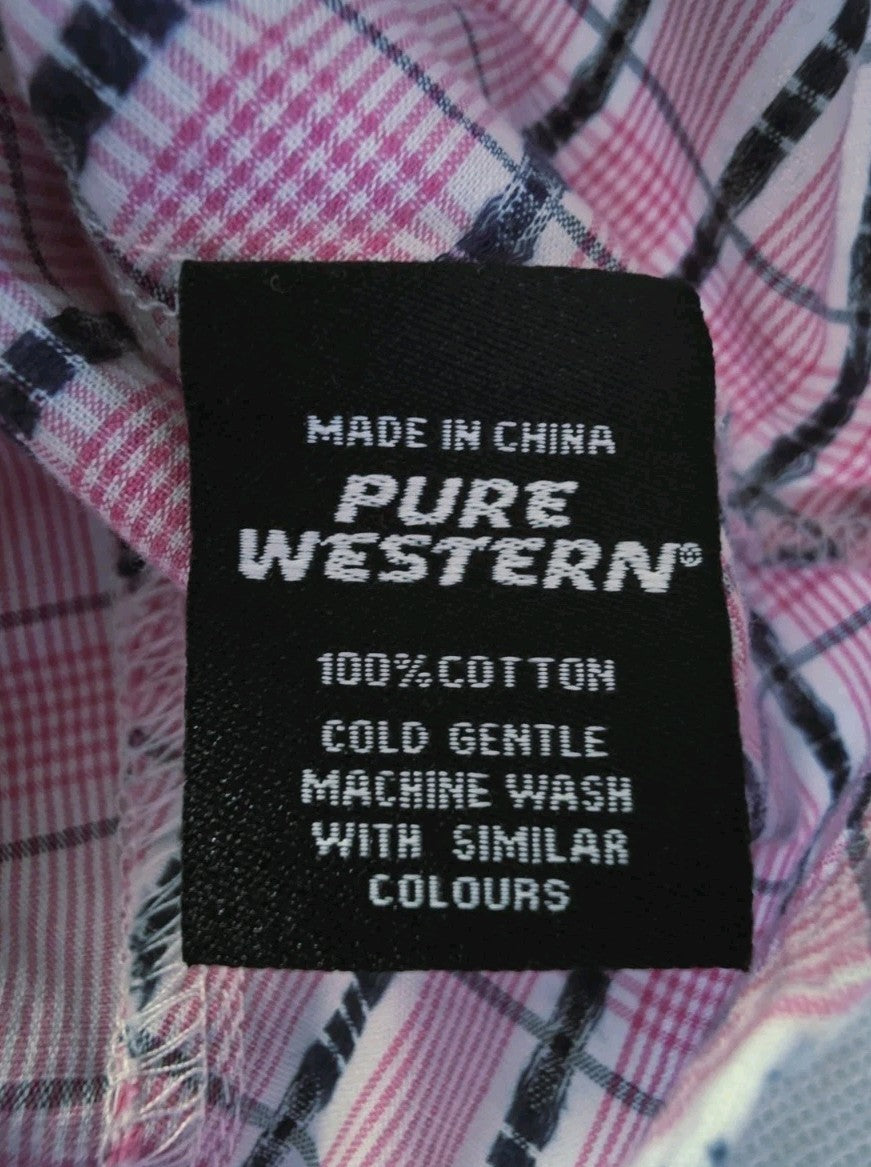 MADE IN CHINA
PURE
WESTERN®
100% COTTON
COLD GENTLE
MACHINE WASH
WITH SIMILAR
COLOURS